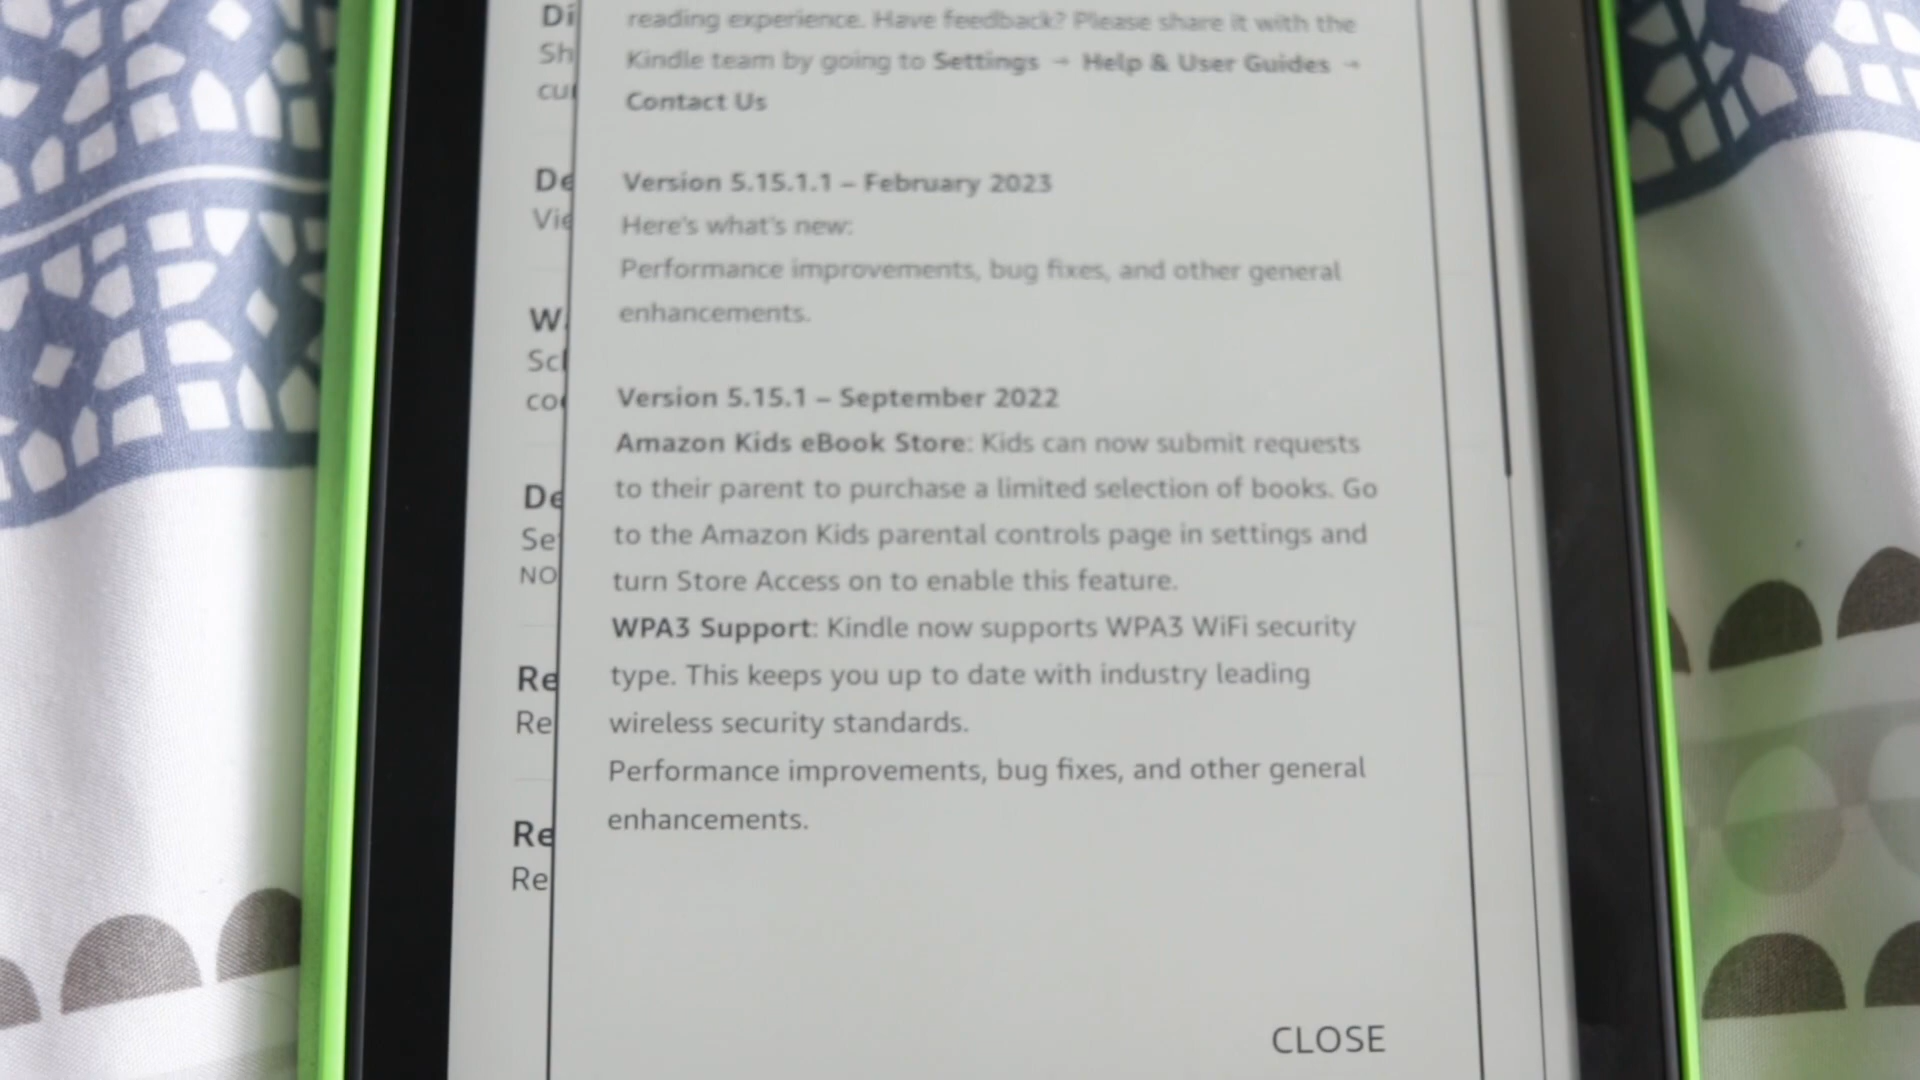 reading experience. Have feedback? Please share it with the
Kindle team by going to Settings → Help & User Guides →
Contact Us
Version 5.15.1.1 – February 2023
Here's what's new:
Performance improvements, bug fixes, and other general
enhancements.
Version 5.15.1 – September 2022
Amazon Kids eBook Store: Kids can now submit requests
to their parent to purchase a limited selection of books. Go
to the Amazon Kids parental controls page in settings and
turn Store Access on to enable this feature.
WPA3 Support: Kindle now supports WPA3 WiFi security
type. This keeps you up to date with industry leading
wireless security standards.
Performance improvements, bug fixes, and other general
enhancements.
CLOSE